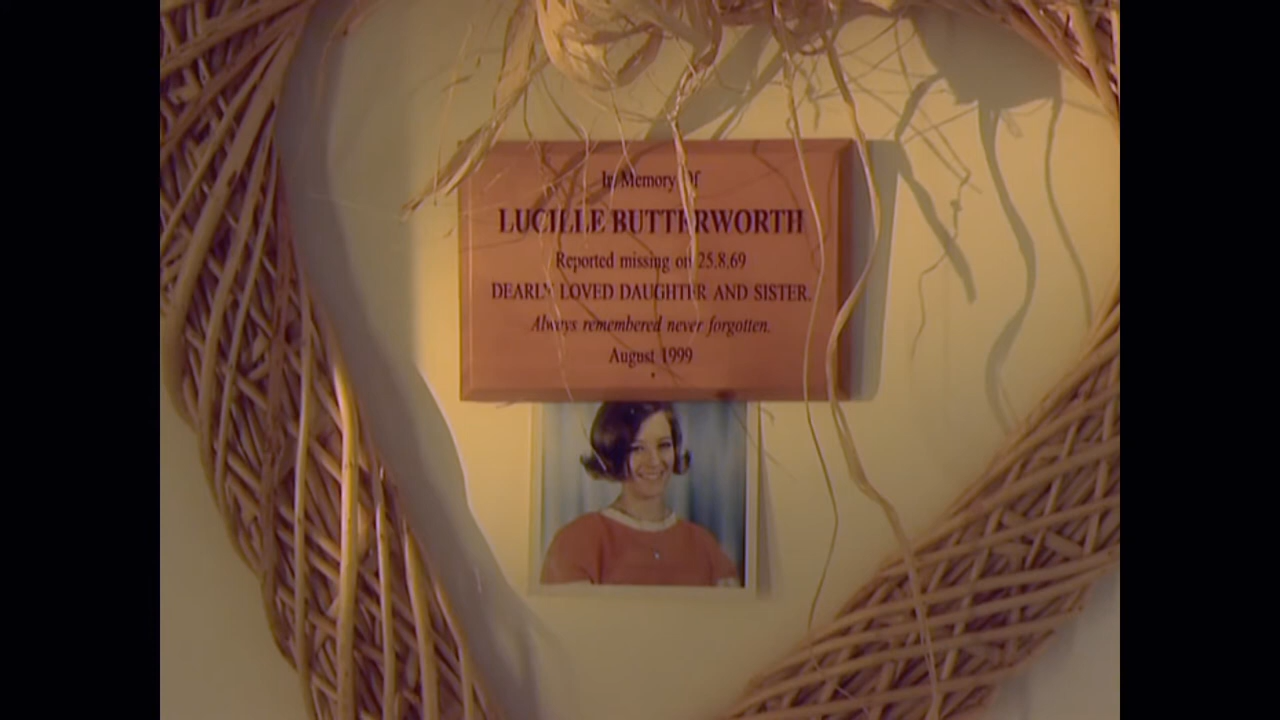 In Memory Of
LUCILLE BUTTERWORTH
Reported missing on 25.8.69
DEARLY LOVED DAUGHTER AND SISTER.
Always remembered never forgotten.
August 1999